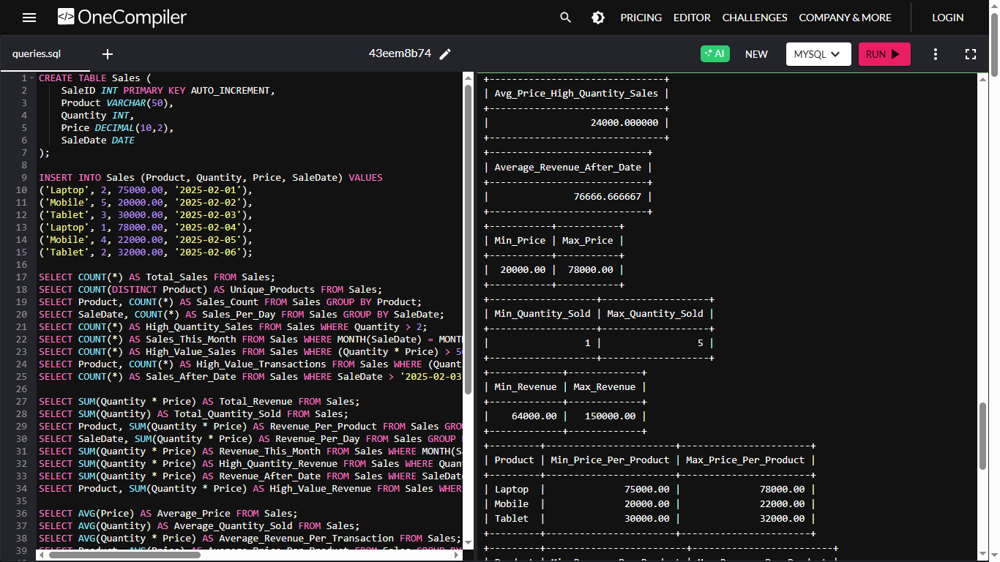 OneCompiler
PRICING EDITOR CHALLENGES COMPANY & MORE LOGIN
queries.sql + 43eem8b74 AI NEW MYSQL RUN
1 CREATE TABLE Sales (
2 SaleID INT PRIMARY KEY AUTO_INCREMENT,
3 Product VARCHAR(50),
4 Quantity INT,
5 Price DECIMAL(10,2),
6 SaleDate DATE
7 );
8
9 INSERT INTO Sales (Product, Quantity, Price, SaleDate) VALUES
10 ('Laptop', 2, 75000.00, '2025-02-01'),
11 ('Mobile', 5, 20000.00, '2025-02-02'),
12 ('Tablet', 3, 30000.00, '2025-02-03'),
13 ('Laptop', 1, 78000.00, '2025-02-04'),
14 ('Mobile', 4, 22000.00, '2025-02-05'),
15 ('Tablet', 2, 32000.00, '2025-02-06');
16
17 SELECT COUNT(*) AS Total_Sales FROM Sales;
18 SELECT COUNT(DISTINCT Product) AS Unique_Products FROM Sales;
19 SELECT Product, COUNT(*) AS Sales_Count FROM Sales GROUP BY Product;
20 SELECT SaleDate, COUNT(*) AS Sales_Per_Day FROM Sales GROUP BY SaleDate;
21 SELECT COUNT(*) AS High_Quantity_Sales FROM Sales WHERE Quantity > 2;
22 SELECT COUNT(*) AS Sales_This_Month FROM Sales WHERE MONTH(SaleDate) = MONT
23 SELECT COUNT(*) AS High_Value_Sales FROM Sales WHERE (Quantity * Price) > 5
24 SELECT Product, COUNT(*) AS High_Value_Transactions FROM Sales WHERE (Quant
25 SELECT COUNT(*) AS Sales_After_Date FROM Sales WHERE SaleDate > '2025-02-03
26
27 SELECT SUM(Quantity * Price) AS Total_Revenue FROM Sales;
28 SELECT SUM(Quantity) AS Total_Quantity_Sold FROM Sales;
29 SELECT Product, SUM(Quantity * Price) AS Revenue_Per_Product FROM Sales GRO
30 SELECT SaleDate, SUM(Quantity * Price) AS Revenue_Per_Day FROM Sales GROUP
31 SELECT SUM(Quantity * Price) AS Revenue_This_Month FROM Sales WHERE MONTH(S
32 SELECT SUM(Quantity * Price) AS High_Quantity_Revenue FROM Sales WHERE Quan
33 SELECT SUM(Quantity * Price) AS Revenue_After_Date FROM Sales WHERE SaleDat
34 SELECT Product, SUM(Quantity * Price) AS High_Value_Revenue FROM Sales WHER
35
36 SELECT AVG(Price) AS Average_Price FROM Sales;
37 SELECT AVG(Quantity) AS Average_Quantity_Sold FROM Sales;
38 SELECT AVG(Quantity * Price) AS Average_Revenue_Per_Transaction FROM Sales;
39 SELECT Product, AVG(Price) AS Average_Price_Per_Product FROM Sales GROUP BY
+-------------------------------+
| Avg_Price_High_Quantity_Sales |
+-------------------------------+
| 24000.000000 |
+-------------------------------+
+----------------------------+
| Average_Revenue_After_Date |
+----------------------------+
| 76666.666667 |
+----------------------------+
+-----------+-----------+
| Min_Price | Max_Price |
+-----------+-----------+
| 20000.00 | 78000.00 |
+-----------+-----------+
+-------------------+-------------------+
| Min_Quantity_Sold | Max_Quantity_Sold |
+-------------------+-------------------+
| 1 | 5 |
+-------------------+-------------------+
+-------------+-------------+
| Min_Revenue | Max_Revenue |
+-------------+-------------+
| 64000.00 | 150000.00 |
+-------------+-------------+
+---------+-----------------------+-----------------------+
| Product | Min_Price_Per_Product | Max_Price_Per_Product |
+---------+-----------------------+-----------------------+
| Laptop | 75000.00 | 78000.00 |
| Mobile | 20000.00 | 22000.00 |
| Tablet | 30000.00 | 32000.00 |
+---------+-----------------------+-----------------------+
+---------+-------------------------+-------------------------+